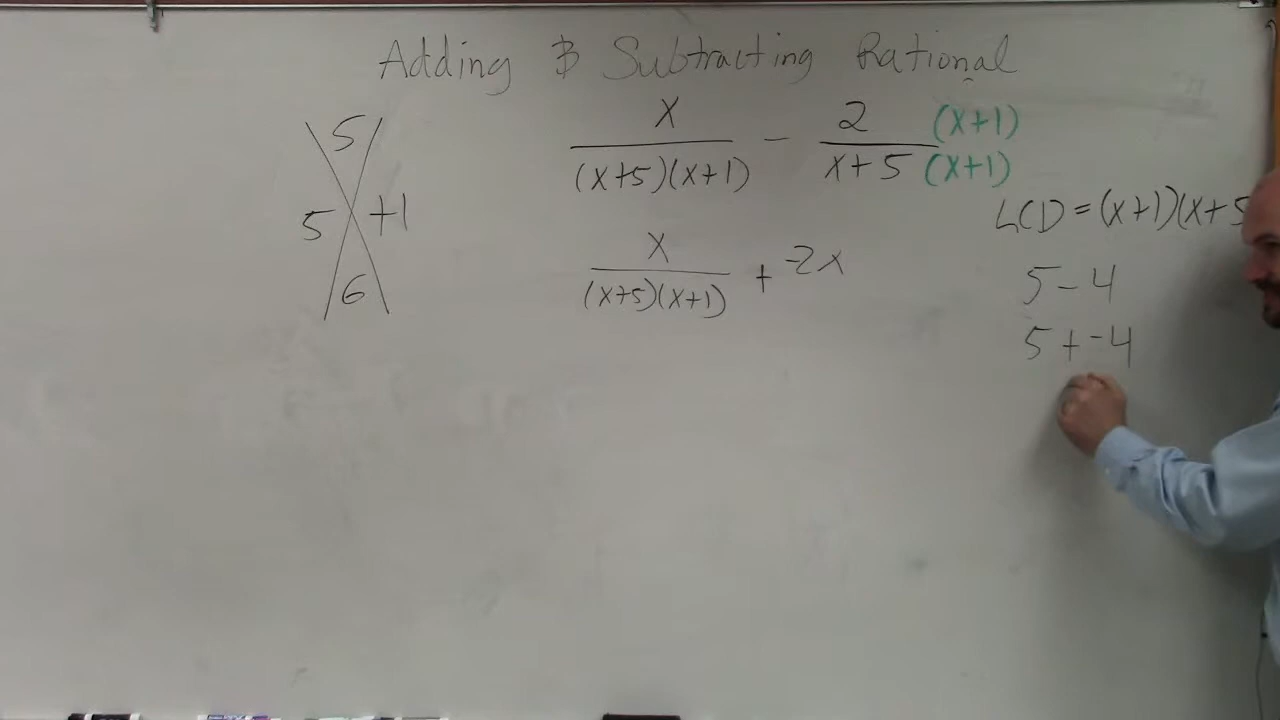 Adding & Subtracting Rational
5
5 +1
6
x / (x+5)(x+1) - 2 (x+1) / x+5 (x+1)
LCD = (x+1)(x+5
x / (x+5)(x+1) + -2x
5 - 4
5 + -4